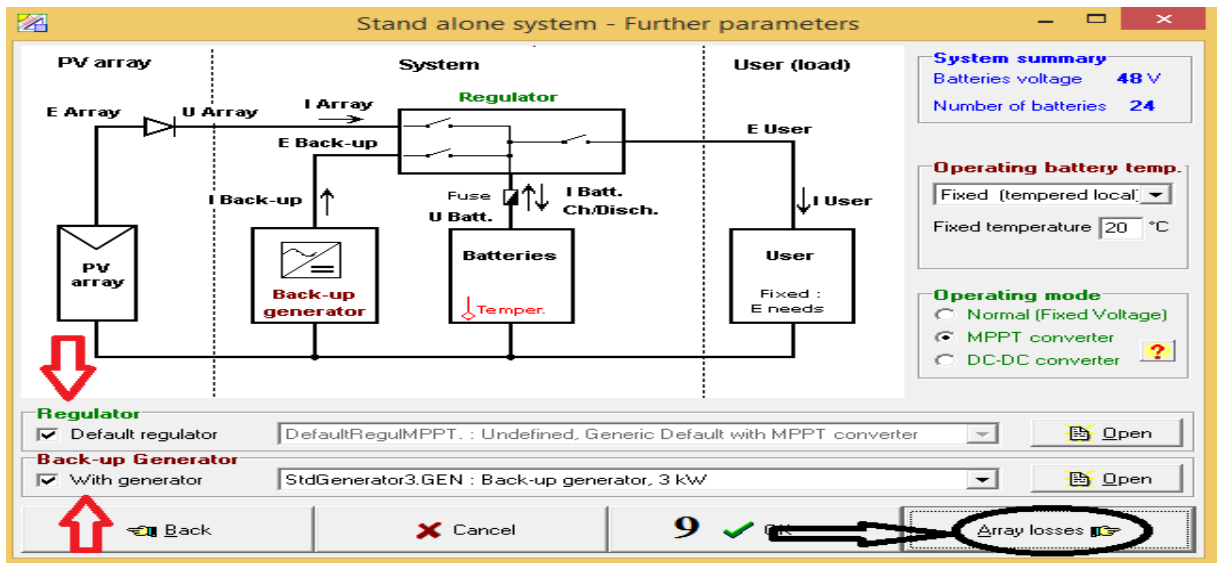 Stand alone system - Further parameters
PV array
System
User (load)
E Array
U Array
I Array
Regulator
E Back-up
E User
I Back-up
Fuse
U Batt.
I Batt.
Ch/Disch.
I User
PV
array
Back-up
generator
Batteries
Temper.
User
Fixed :
E needs
System summary
Batteries voltage 48 V
Number of batteries 24
Operating battery temp.
Fixed (tempered local)
Fixed temperature 20 °C
Operating mode
Normal (Fixed Voltage)
MPPT converter
DC-DC converter
?
Regulator
Default regulator
DefaultRegulMPPT. : Undefined, Generic Default with MPPT converter
Open
Back-up Generator
With generator
StdGenerator3.GEN : Back-up generator, 3 kW
Open
Back
Cancel
9
Array losses